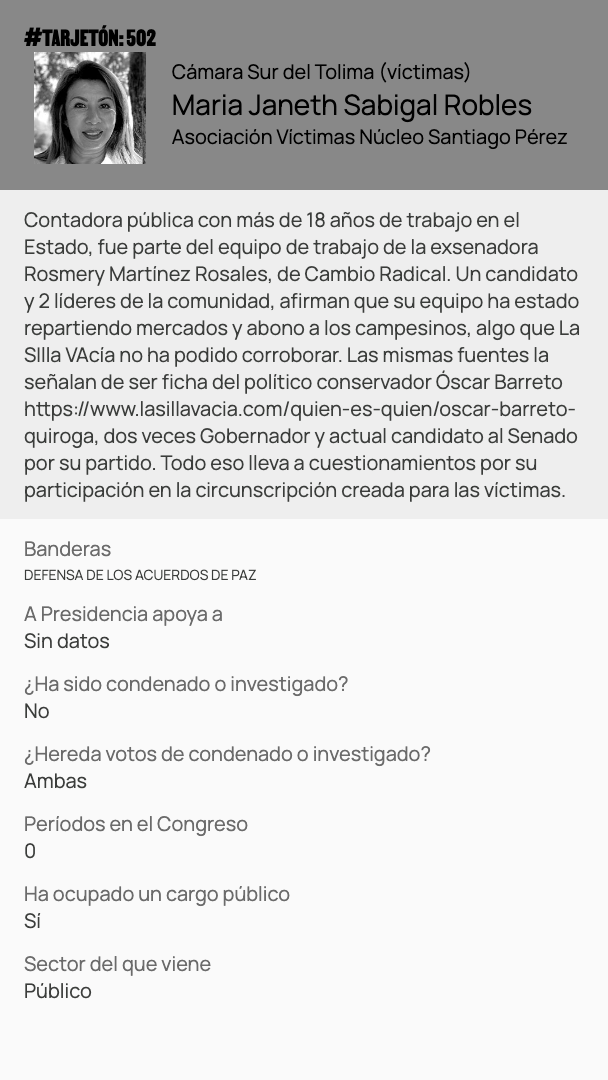 #TARJETÓN: 502
Cámara Sur del Tolima (víctimas)
Maria Janeth Sabigal Robles
Asociación Víctimas Núcleo Santiago Pérez
Contadora pública con más de 18 años de trabajo en el
Estado, fue parte del equipo de trabajo de la exsenadora
Rosmery Martínez Rosales, de Cambio Radical. Un candidato
y 2 líderes de la comunidad, afirman que su equipo ha estado
repartiendo mercados y abono a los campesinos, algo que La
SIlla VAcía no ha podido corroborar. Las mismas fuentes la
señalan de ser ficha del político conservador Óscar Barreto
https://www.lasillavacia.com/quien-es-quien/oscar-barreto-
quiroga, dos veces Gobernador y actual candidato al Senado
por su partido. Todo eso lleva a cuestionamientos por su
participación en la circunscripción creada para las víctimas.
Banderas
DEFENSA DE LOS ACUERDOS DE PAZ
A Presidencia apoya a
Sin datos
¿Ha sido condenado o investigado?
No
¿Hereda votos de condenado o investigado?
Ambas
Períodos en el Congreso
0
Ha ocupado un cargo público
Sí
Sector del que viene
Público